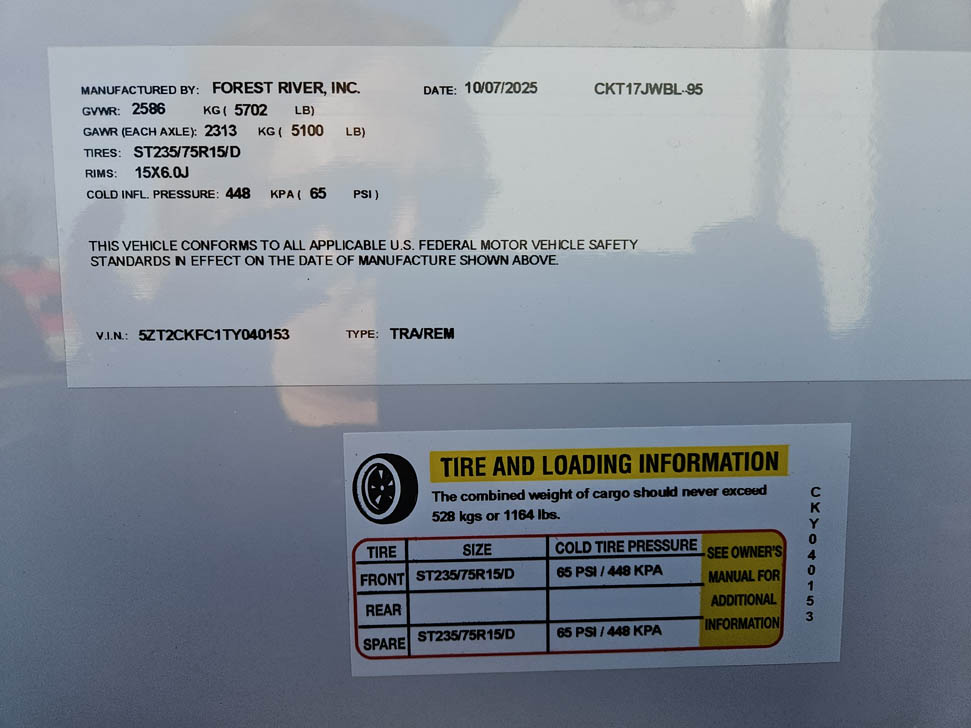 MANUFACTURED BY: FOREST RIVER, INC. DATE: 10/07/2025 CKT17JWBL-95
GVWR: 2586 KG ( 5702 LB)
GAWR (EACH AXLE): 2313 KG ( 5100 LB)
TIRES: ST235/75R15/D
RIMS: 15X6.0J
COLD INFL. PRESSURE: 448 KPA ( 65 PSI )
THIS VEHICLE CONFORMS TO ALL APPLICABLE U.S. FEDERAL MOTOR VEHICLE SAFETY
STANDARDS IN EFFECT ON THE DATE OF MANUFACTURE SHOWN ABOVE.
V.I.N.: 5ZT2CKFC1TY040153 TYPE: TRA/REM
TIRE AND LOADING INFORMATION
The combined weight of cargo should never exceed
528 kgs or 1164 lbs.
TIRE SIZE COLD TIRE PRESSURE
FRONT ST235/75R15/D 65 PSI / 448 KPA
REAR
SPARE ST235/75R15/D 65 PSI / 448 KPA
SEE OWNER'S
MANUAL FOR
ADDITIONAL
INFORMATION
CKY040153